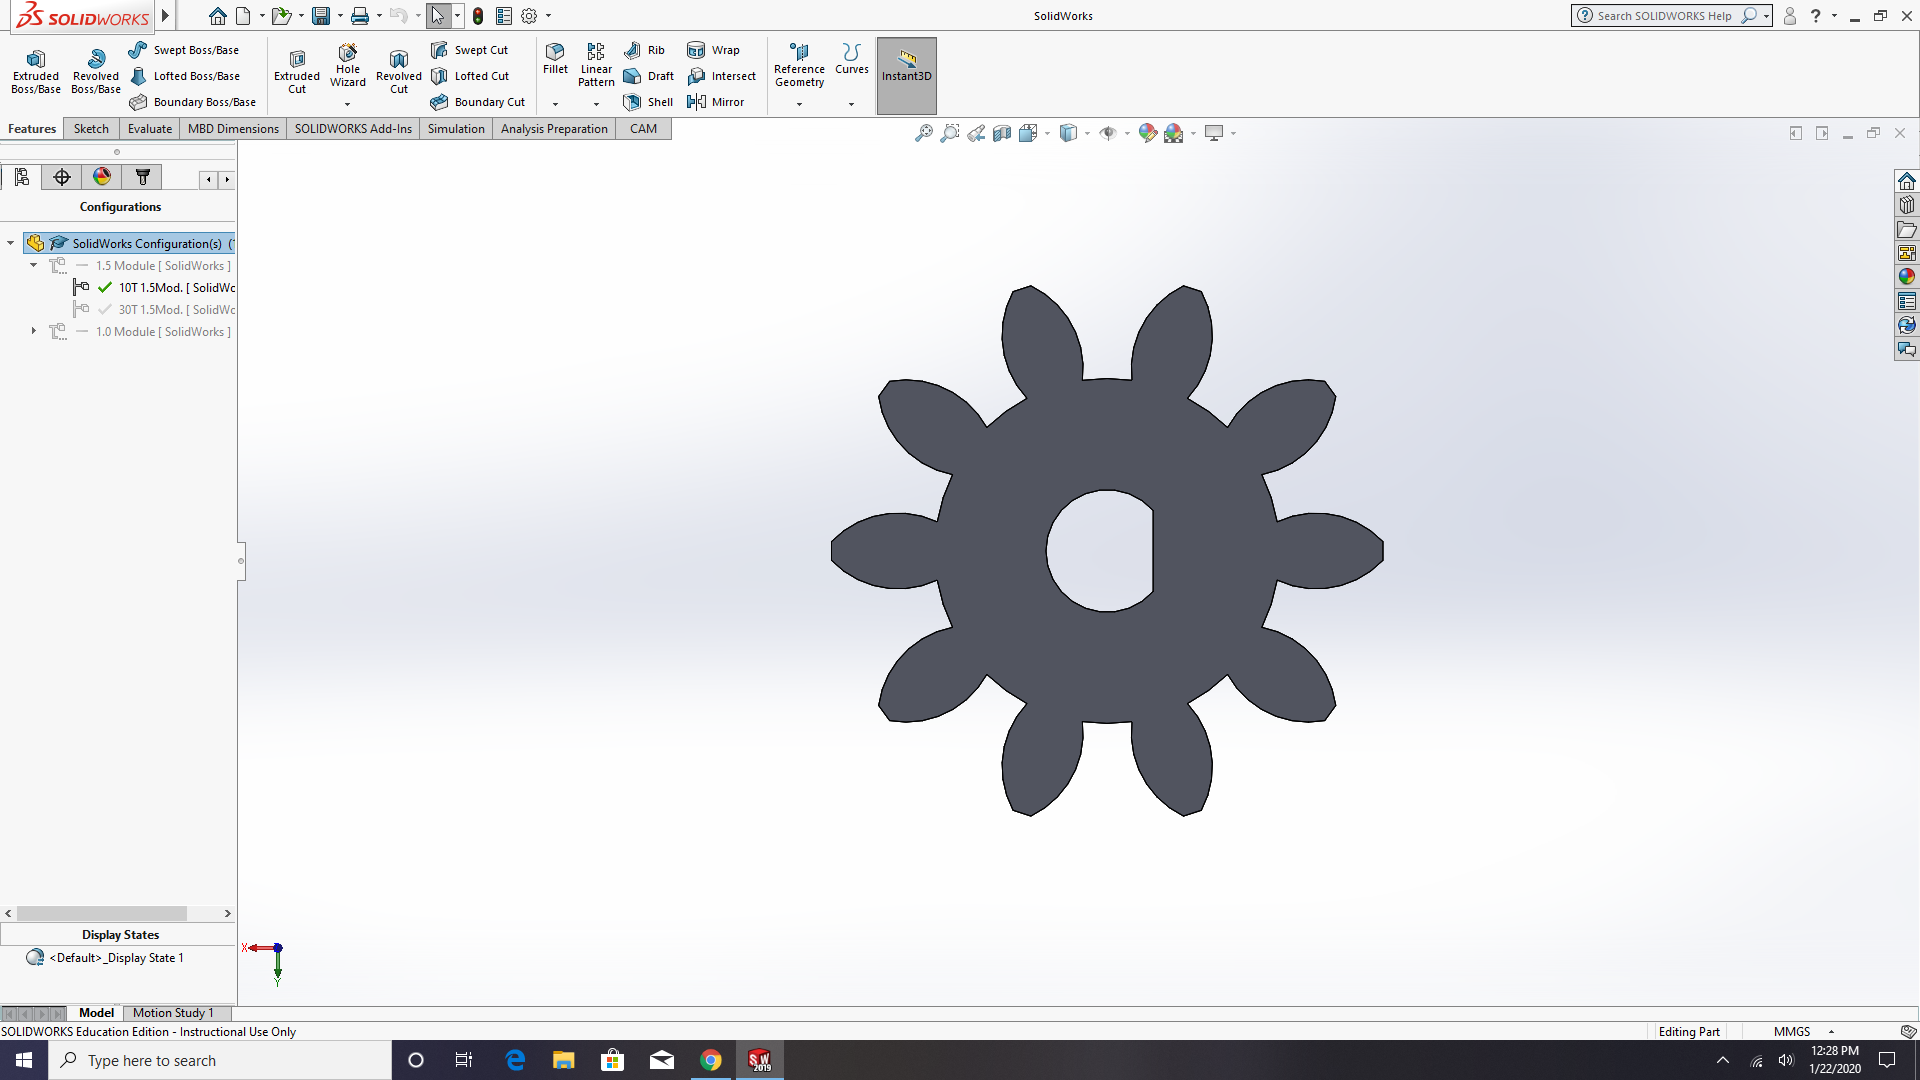 SOLIDWORKS
SolidWorks
Search SOLIDWORKS Help
Extruded Boss/Base
Revolved Boss/Base
Swept Boss/Base
Lofted Boss/Base
Boundary Boss/Base
Extruded Cut
Hole Wizard
Revolved Cut
Swept Cut
Lofted Cut
Boundary Cut
Fillet
Linear Pattern
Rib
Draft
Shell
Wrap
Intersect
Mirror
Reference Geometry
Curves
Instant3D
Features
Sketch
Evaluate
MBD Dimensions
SOLIDWORKS Add-Ins
Simulation
Analysis Preparation
CAM
Configurations
SolidWorks Configuration(s) (
1.5 Module [ SolidWorks ]
10T 1.5Mod. [ SolidWo
30T 1.5Mod. [ SolidWo
1.0 Module [ SolidWorks ]
Display States
<Default>_Display State 1
X
Y
Model
Motion Study 1
SOLIDWORKS Education Edition - Instructional Use Only
Editing Part
MMGS
Type here to search
SW
2019
12:28 PM
1/22/2020